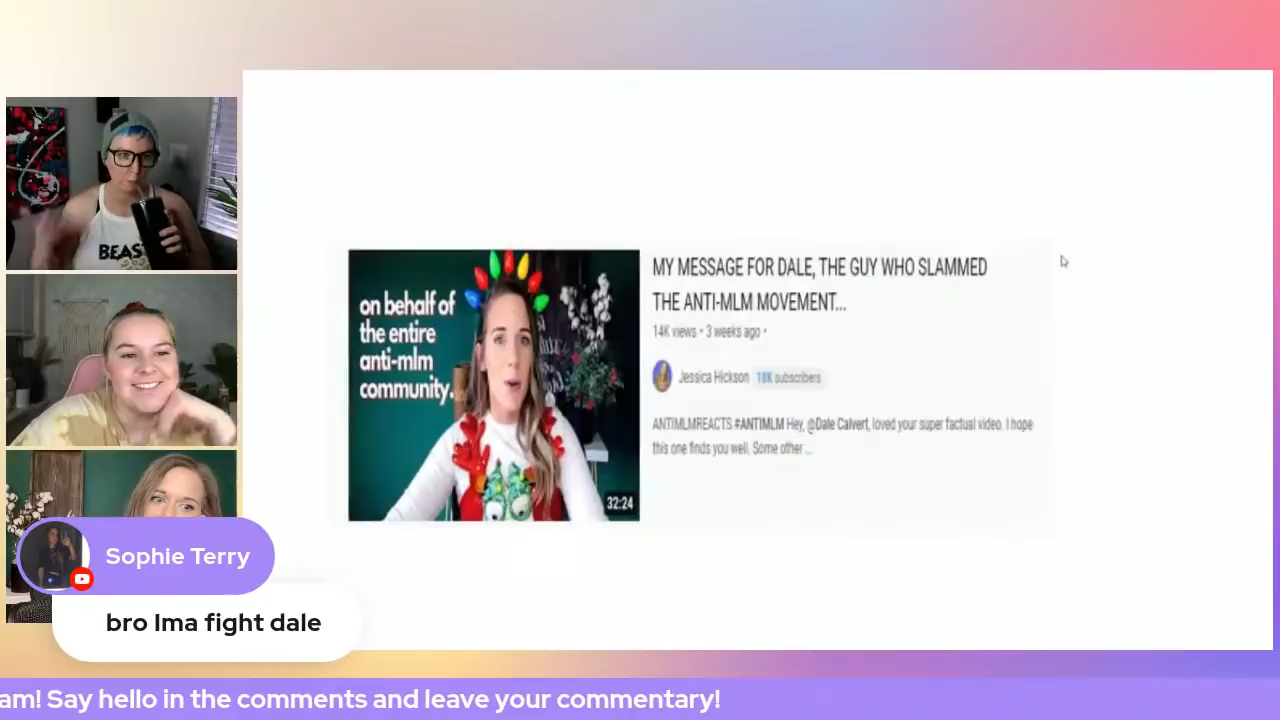 BEAST
on behalf of
the entire
anti-mlm
community.
32:24
MY MESSAGE FOR DALE, THE GUY WHO SLAMMED
THE ANTI-MLM MOVEMENT...
14K views • 3 weeks ago •
Jessica Hickson 18K subscribers
ANTIMLMREACTS #ANTIMLM Hey, @Dale Calvert, loved your super factual video. I hope
this one finds you well. Some other ...
Sophie Terry
bro Ima fight dale
am! Say hello in the comments and leave your commentary!